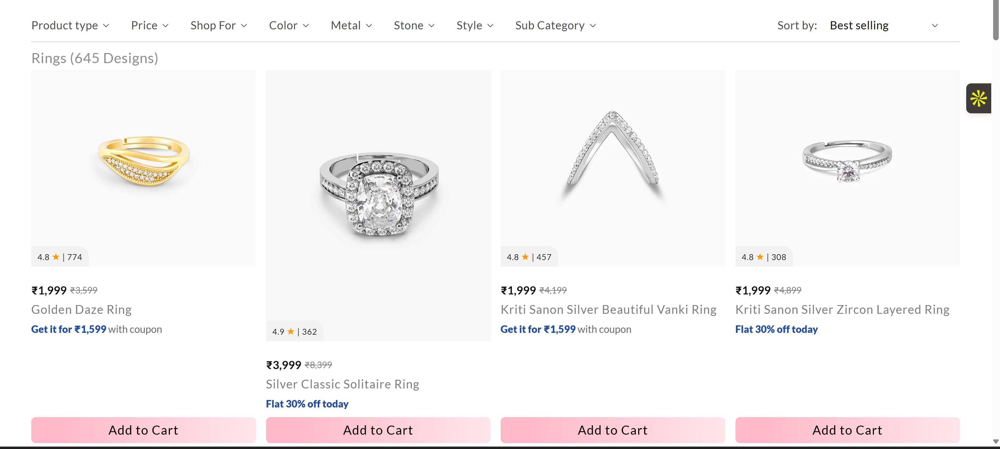 Product type Price Shop For Color Metal Stone Style Sub Category Sort by: Best selling
Rings (645 Designs)
4.8 ★ | 774
₹1,999 ₹3,599
Golden Daze Ring
Get it for ₹1,599 with coupon
Add to Cart
4.9 ★ | 362
₹3,999 ₹8,399
Silver Classic Solitaire Ring
Flat 30% off today
Add to Cart
4.8 ★ | 457
₹1,999 ₹4,199
Kriti Sanon Silver Beautiful Vanki Ring
Get it for ₹1,599 with coupon
Add to Cart
4.8 ★ | 308
₹1,999 ₹4,899
Kriti Sanon Silver Zircon Layered Ring
Flat 30% off today
Add to Cart